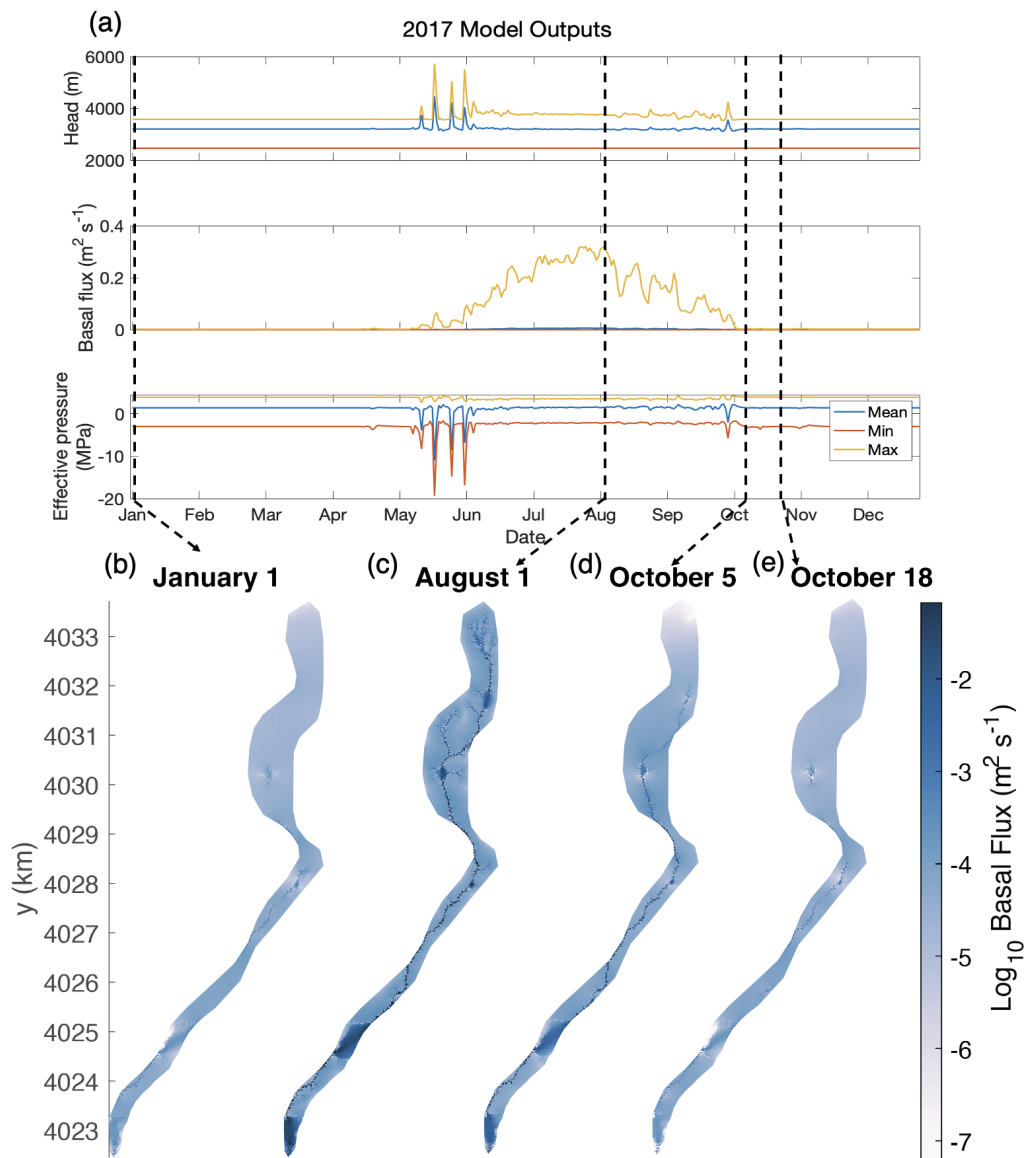 (a)
2017 Model Outputs
Head (m)
6000
4000
2000
Basal flux (m² s⁻¹)
0.4
0.2
0
Effective pressure
(MPa)
0
-10
-20
Mean
Min
Max
Jan Feb Mar Apr May Jun Jul Aug Sep Oct Nov Dec
Date
(b) January 1
(c) August 1
(d) October 5
(e) October 18
y (km)
4033
4032
4031
4030
4029
4028
4027
4026
4025
4024
4023
-2
-3
-4
-5
-6
-7
Log₁₀ Basal Flux (m² s⁻¹)